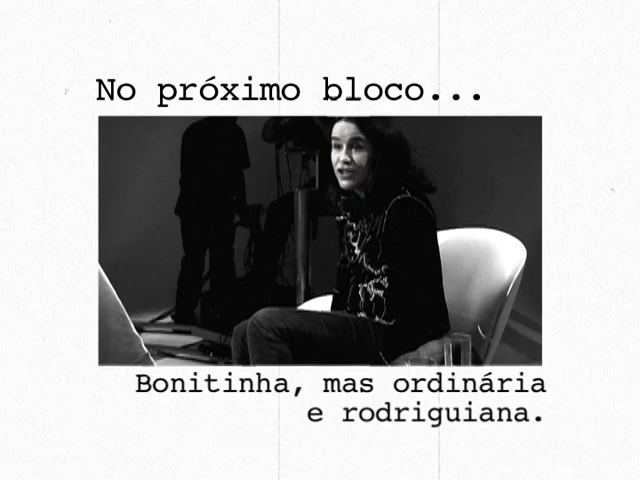 No próximo bloco...
Bonitinha, mas ordinária
e rodriguiana.